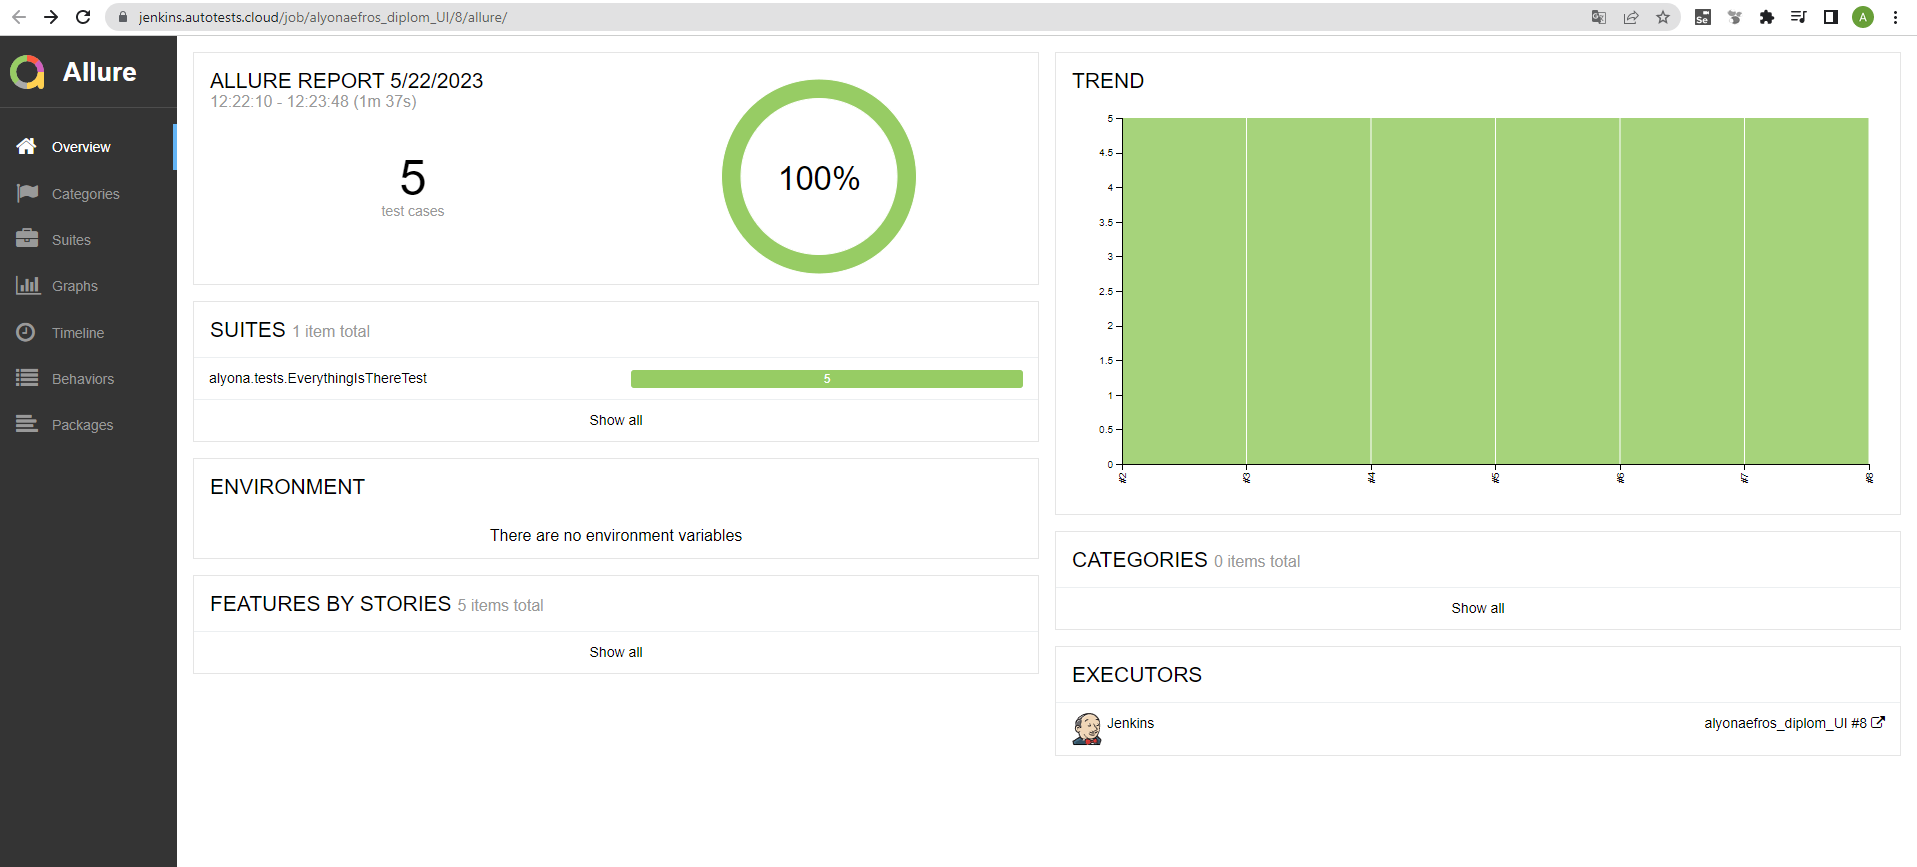 jenkins.autotests.cloud/job/alyonaefros_diplom_UI/8/allure/
Se
A
Allure
Overview
Categories
Suites
Graphs
Timeline
Behaviors
Packages
ALLURE REPORT 5/22/2023
12:22:10 - 12:23:48 (1m 37s)
5
test cases
100%
SUITES 1 item total
alyona.tests.EverythingIsThereTest 5
Show all
ENVIRONMENT
There are no environment variables
FEATURES BY STORIES 5 items total
Show all
TREND
5
4.5
4
3.5
3
2.5
2
1.5
1
0.5
0
#2 #3 #4 #5 #6 #7 #8
CATEGORIES 0 items total
Show all
EXECUTORS
Jenkins alyonaefros_diplom_UI #8